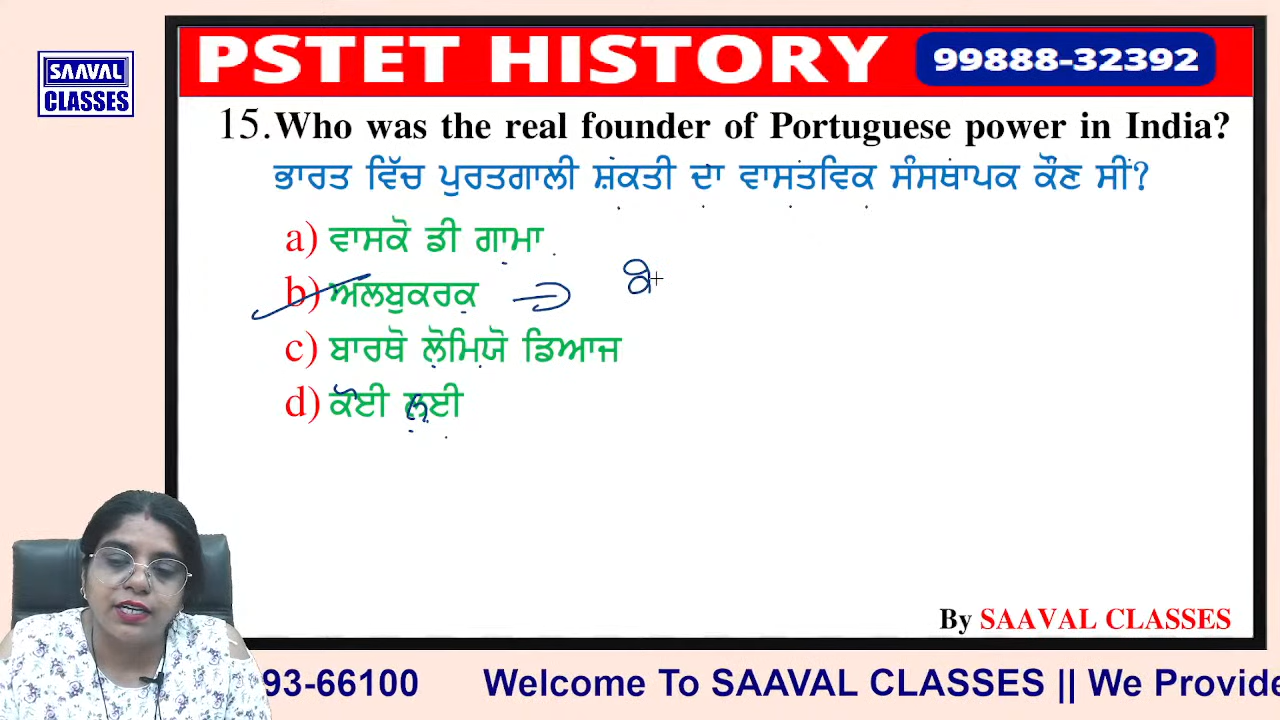 SAAVAL
CLASSES
PSTET HISTORY
99888-32392
15. Who was the real founder of Portuguese power in India?
ਭਾਰਤ ਵਿੱਚ ਪੁਰਤਗਾਲੀ ਸ਼ਕਤੀ ਦਾ ਵਾਸਤਵਿਕ ਸੰਸਥਾਪਕ ਕੌਣ ਸੀ?
a) ਵਾਸਕੋ ਡੀ ਗਾਮਾ
b) ਅਲਬੁਕਰਕ
c) ਬਾਰਥੋ ਲੋਮਿਯੋ ਡਿਆਜ
d) ਕੋਈ ਨਈ
By SAAVAL CLASSES
93-66100 Welcome To SAAVAL CLASSES || We Provide